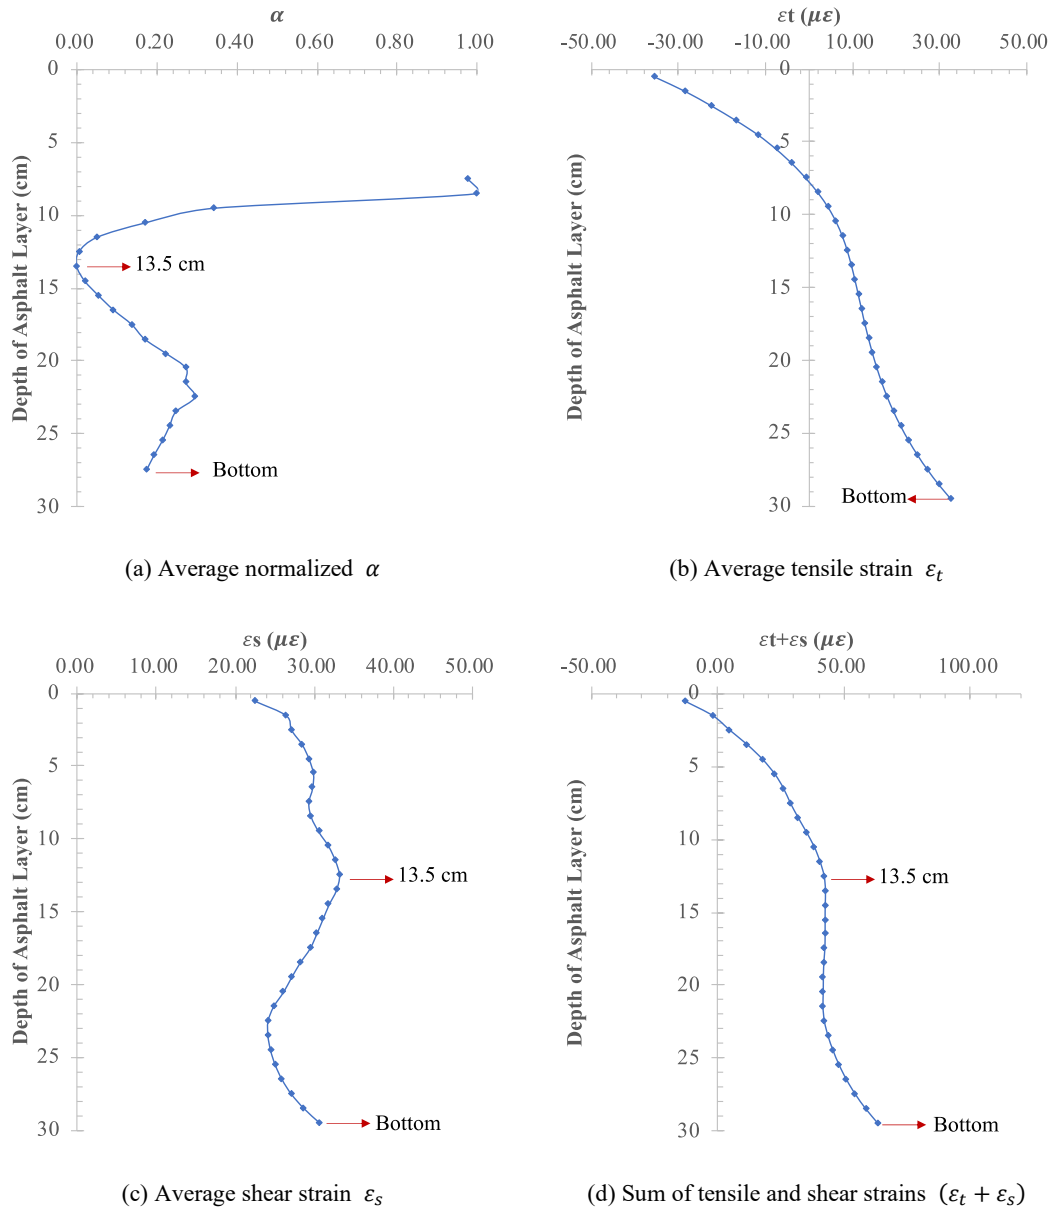 α
0.00 0.20 0.40 0.60 0.80 1.00
0
5
10
15
20
25
30
Depth of Asphalt Layer (cm)
13.5 cm
Bottom
(a) Average normalized α
εt (με)
-50.00 -30.00 -10.00 10.00 30.00 50.00
0
5
10
15
20
25
30
Depth of Asphalt Layer (cm)
Bottom
(b) Average tensile strain εₜ
εs (με)
0.00 10.00 20.00 30.00 40.00 50.00
0
5
10
15
20
25
30
Depth of Asphalt Layer (cm)
13.5 cm
Bottom
(c) Average shear strain εₛ
εt+εs (με)
-50.00 0.00 50.00 100.00
0
5
10
15
20
25
30
Depth of Asphalt Layer (cm)
13.5 cm
Bottom
(d) Sum of tensile and shear strains (εₜ + εₛ)